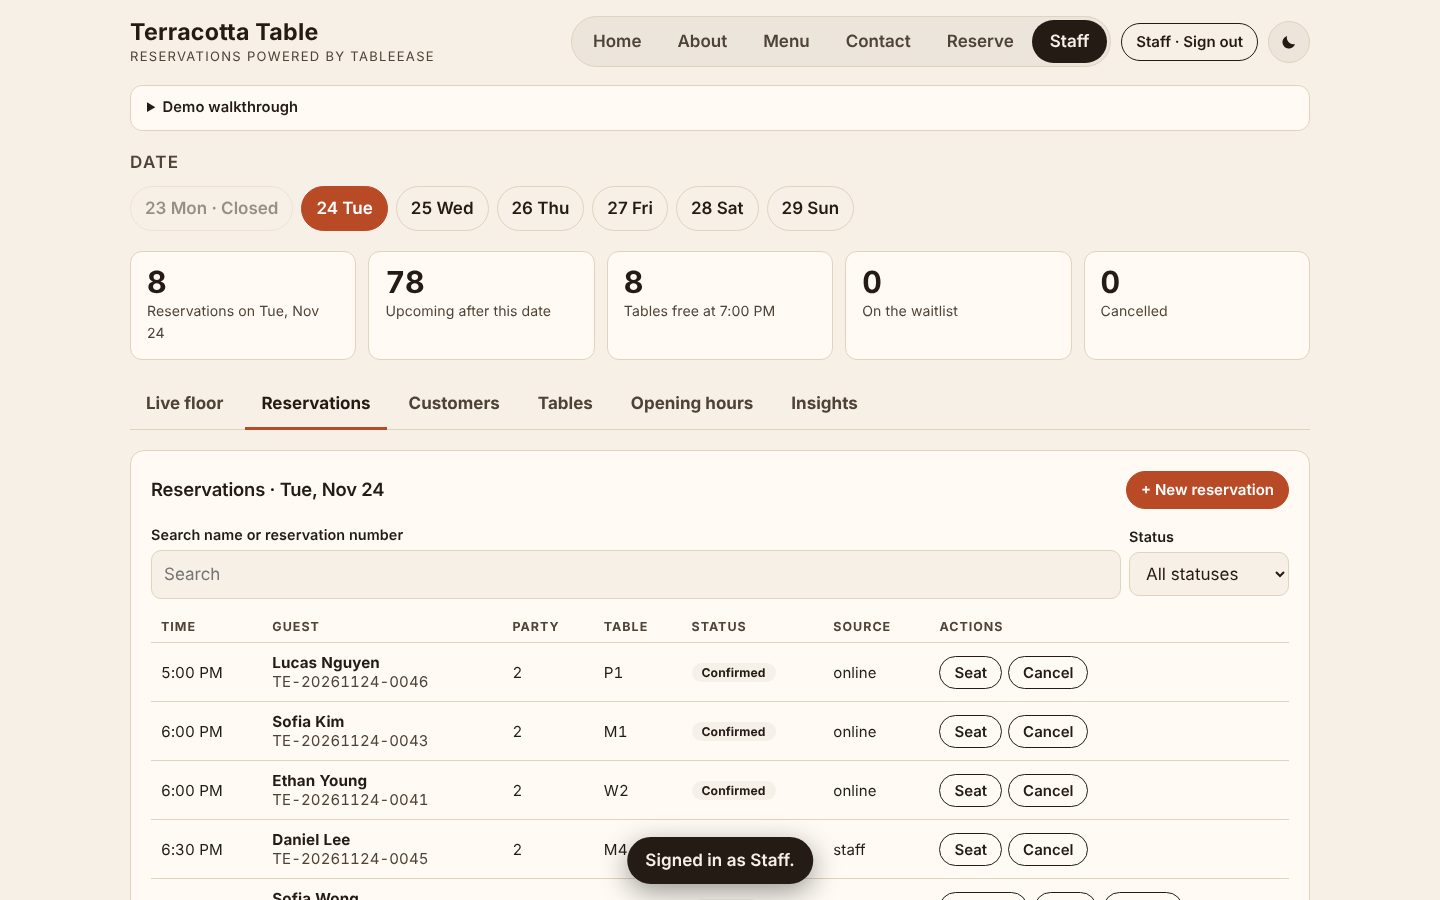 Terracotta Table
RESERVATIONS POWERED BY TABLEEASE
Home About Menu Contact Reserve Staff
Staff · Sign out
Demo walkthrough
DATE
23 Mon · Closed 24 Tue 25 Wed 26 Thu 27 Fri 28 Sat 29 Sun
8
Reservations on Tue, Nov
24
78
Upcoming after this date
8
Tables free at 7:00 PM
0
On the waitlist
0
Cancelled
Live floor Reservations Customers Tables Opening hours Insights
Reservations · Tue, Nov 24
+ New reservation
Search name or reservation number
Search
Status
All statuses
TIME GUEST PARTY TABLE STATUS SOURCE ACTIONS
5:00 PM Lucas Nguyen 2 P1 Confirmed online Seat Cancel
TE-20261124-0046
6:00 PM Sofia Kim 2 M1 Confirmed online Seat Cancel
TE-20261124-0043
6:00 PM Ethan Young 2 W2 Confirmed online Seat Cancel
TE-20261124-0041
6:30 PM Daniel Lee 2 M4 staff Seat Cancel
TE-20261124-0045
Signed in as Staff.
Sofia Wong